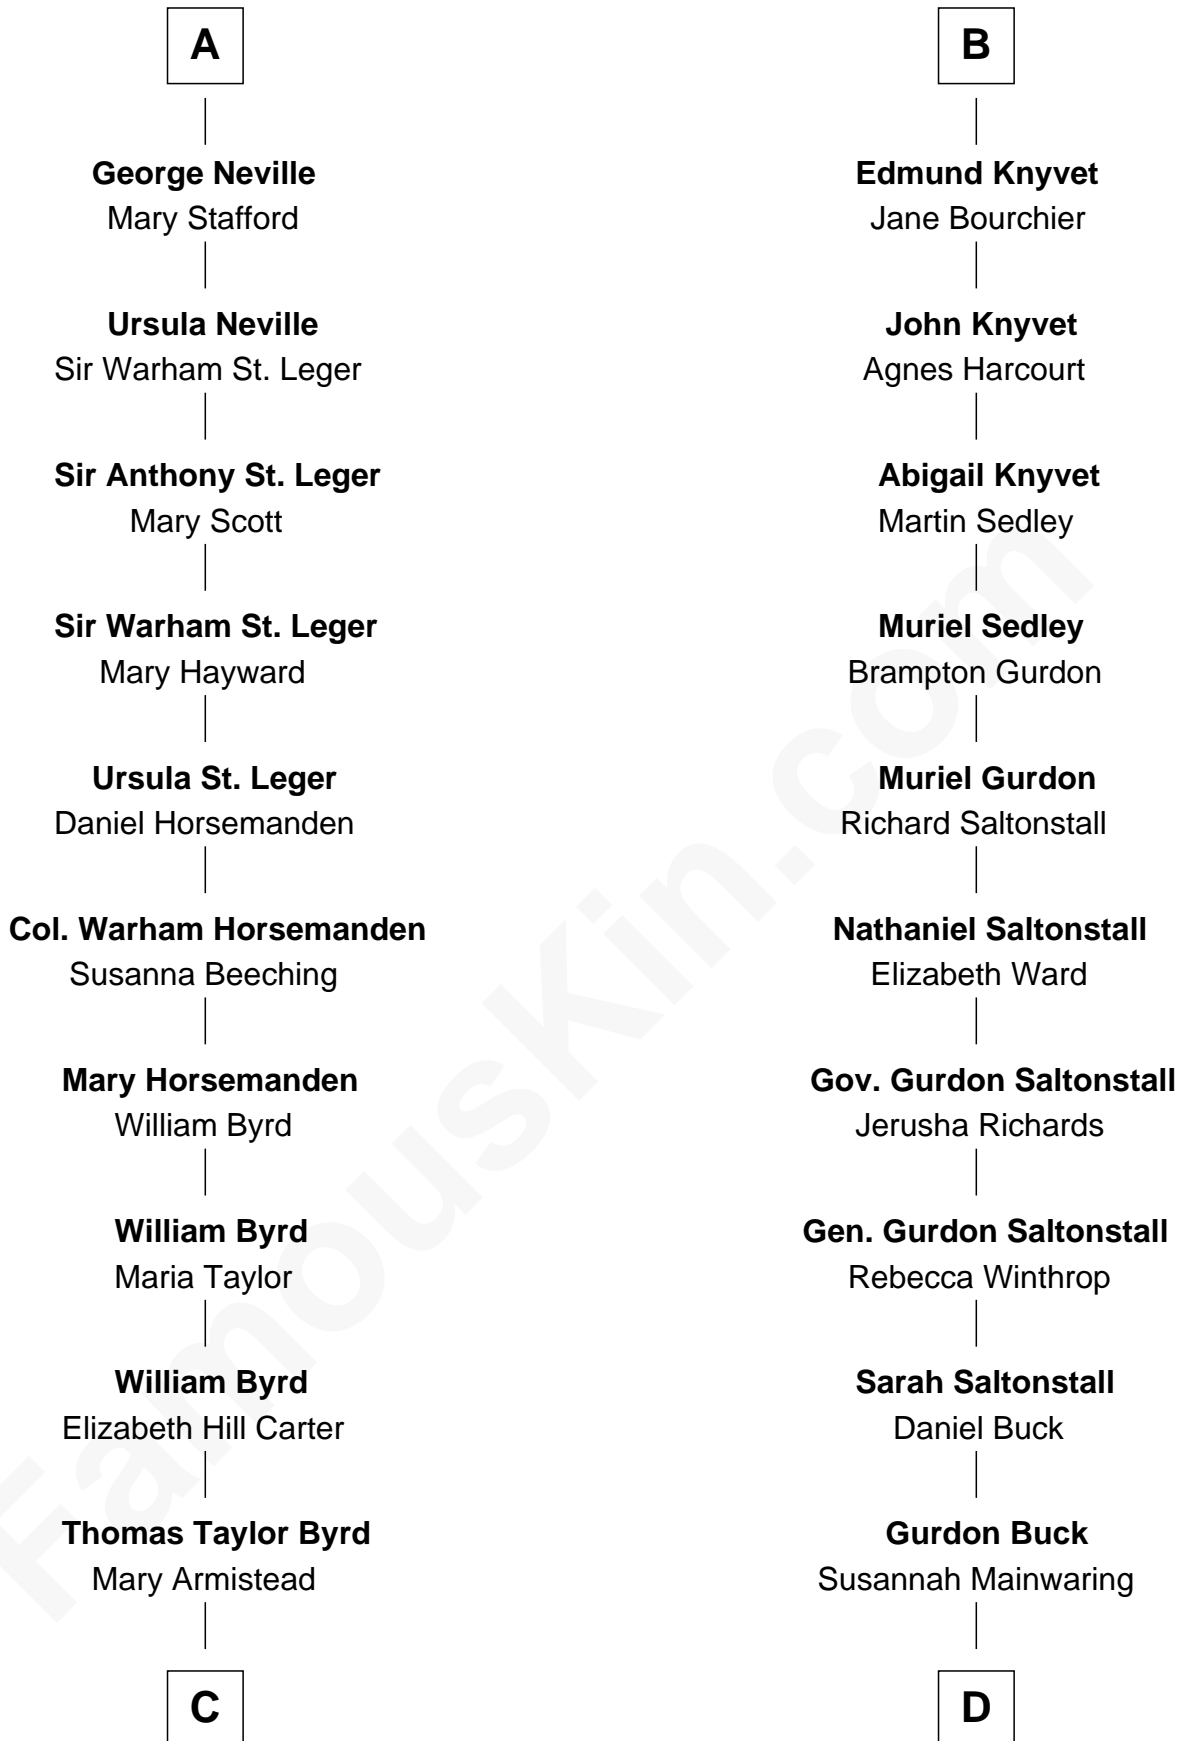 A
George Neville
Mary Stafford
Ursula Neville
Sir Warham St. Leger
Sir Anthony St. Leger
Mary Scott
Sir Warham St. Leger
Mary Hayward
Ursula St. Leger
Daniel Horsemanden
Col. Warham Horsemanden
Susanna Beeching
Mary Horsemanden
William Byrd
William Byrd
Maria Taylor
William Byrd
Elizabeth Hill Carter
Thomas Taylor Byrd
Mary Armistead
C
B
Edmund Knyvet
Jane Bourchier
John Knyvet
Agnes Harcourt
Abigail Knyvet
Martin Sedley
Muriel Sedley
Brampton Gurdon
Muriel Gurdon
Richard Saltonstall
Nathaniel Saltonstall
Elizabeth Ward
Gov. Gurdon Saltonstall
Jerusha Richards
Gen. Gurdon Saltonstall
Rebecca Winthrop
Sarah Saltonstall
Daniel Buck
Gurdon Buck
Susannah Mainwaring
D
FamousKin.com